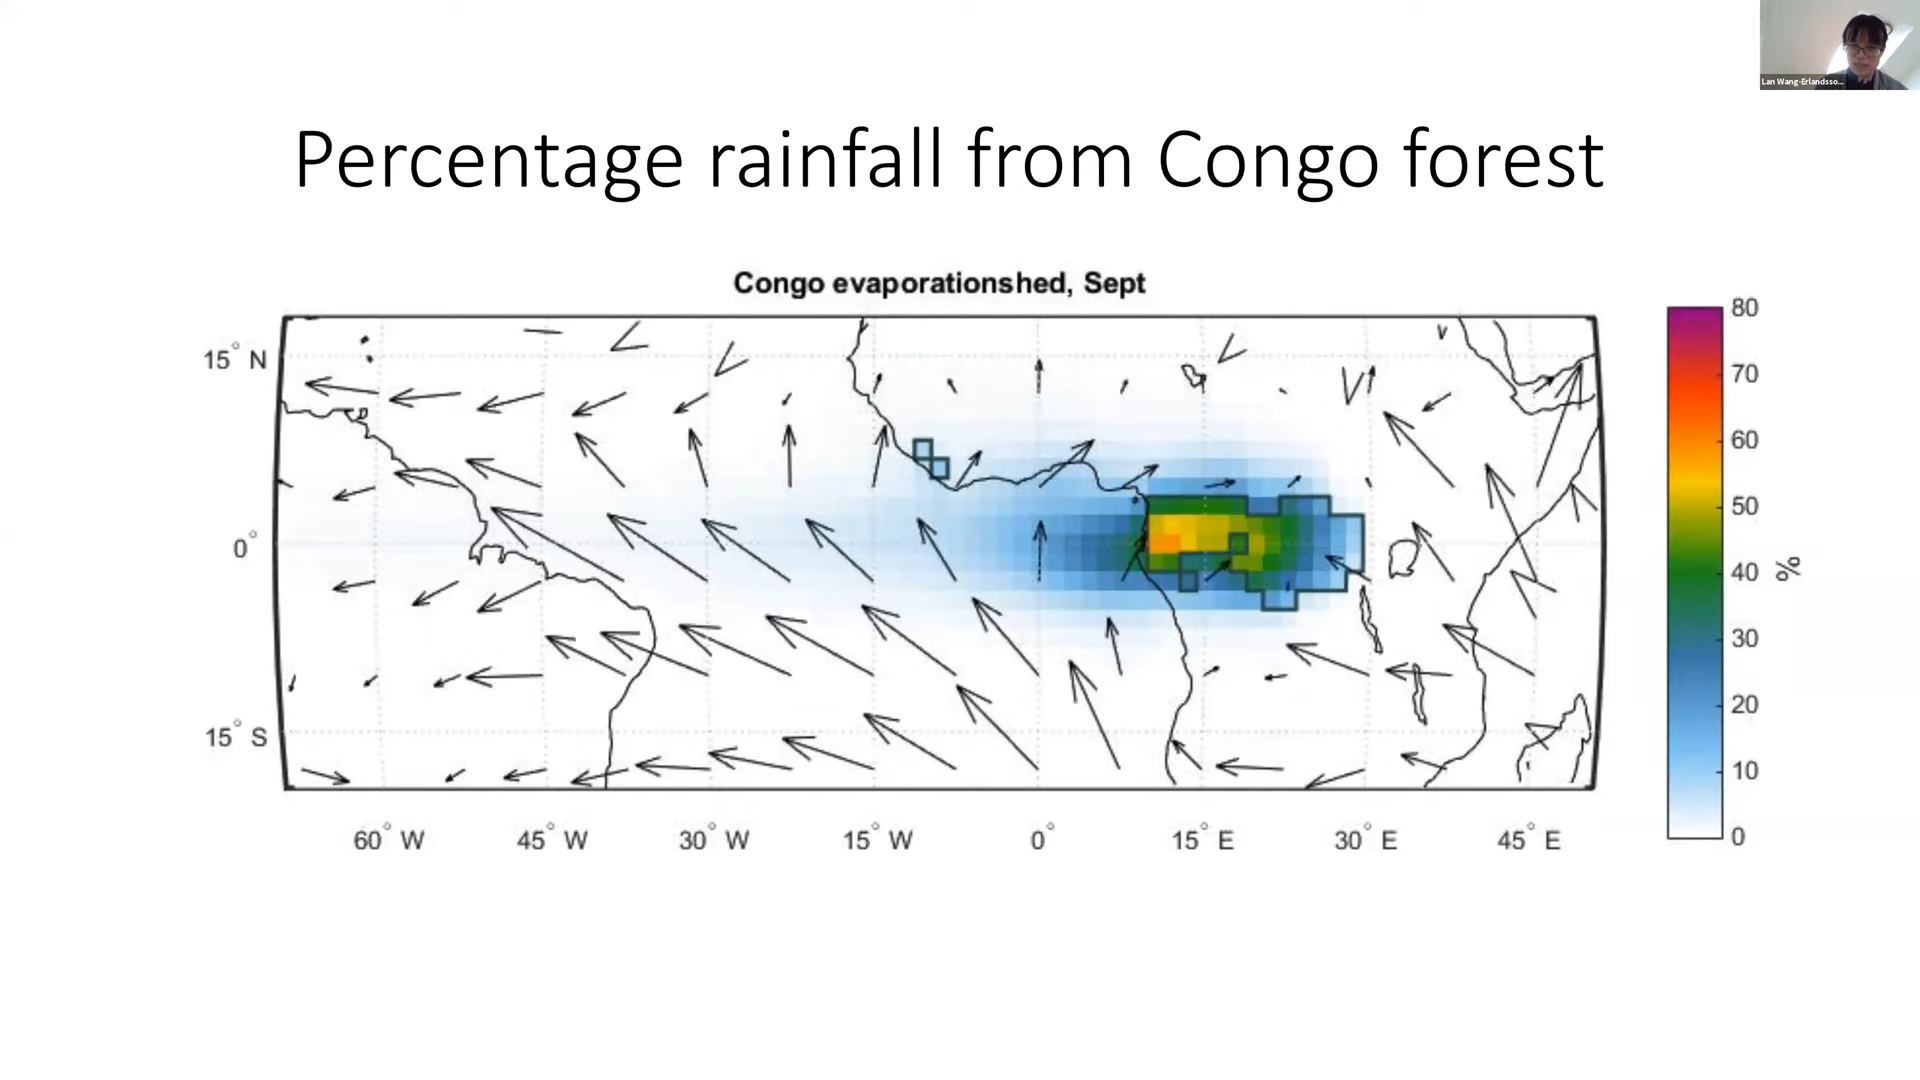 Lan Wang-Erlandsso...
Percentage rainfall from Congo forest
Congo evaporationshed, Sept
15° N
0°
15° S
60° W
45° W
30° W
15° W
0°
15° E
30° E
45° E
80
70
60
50
40
30
20
10
0
%